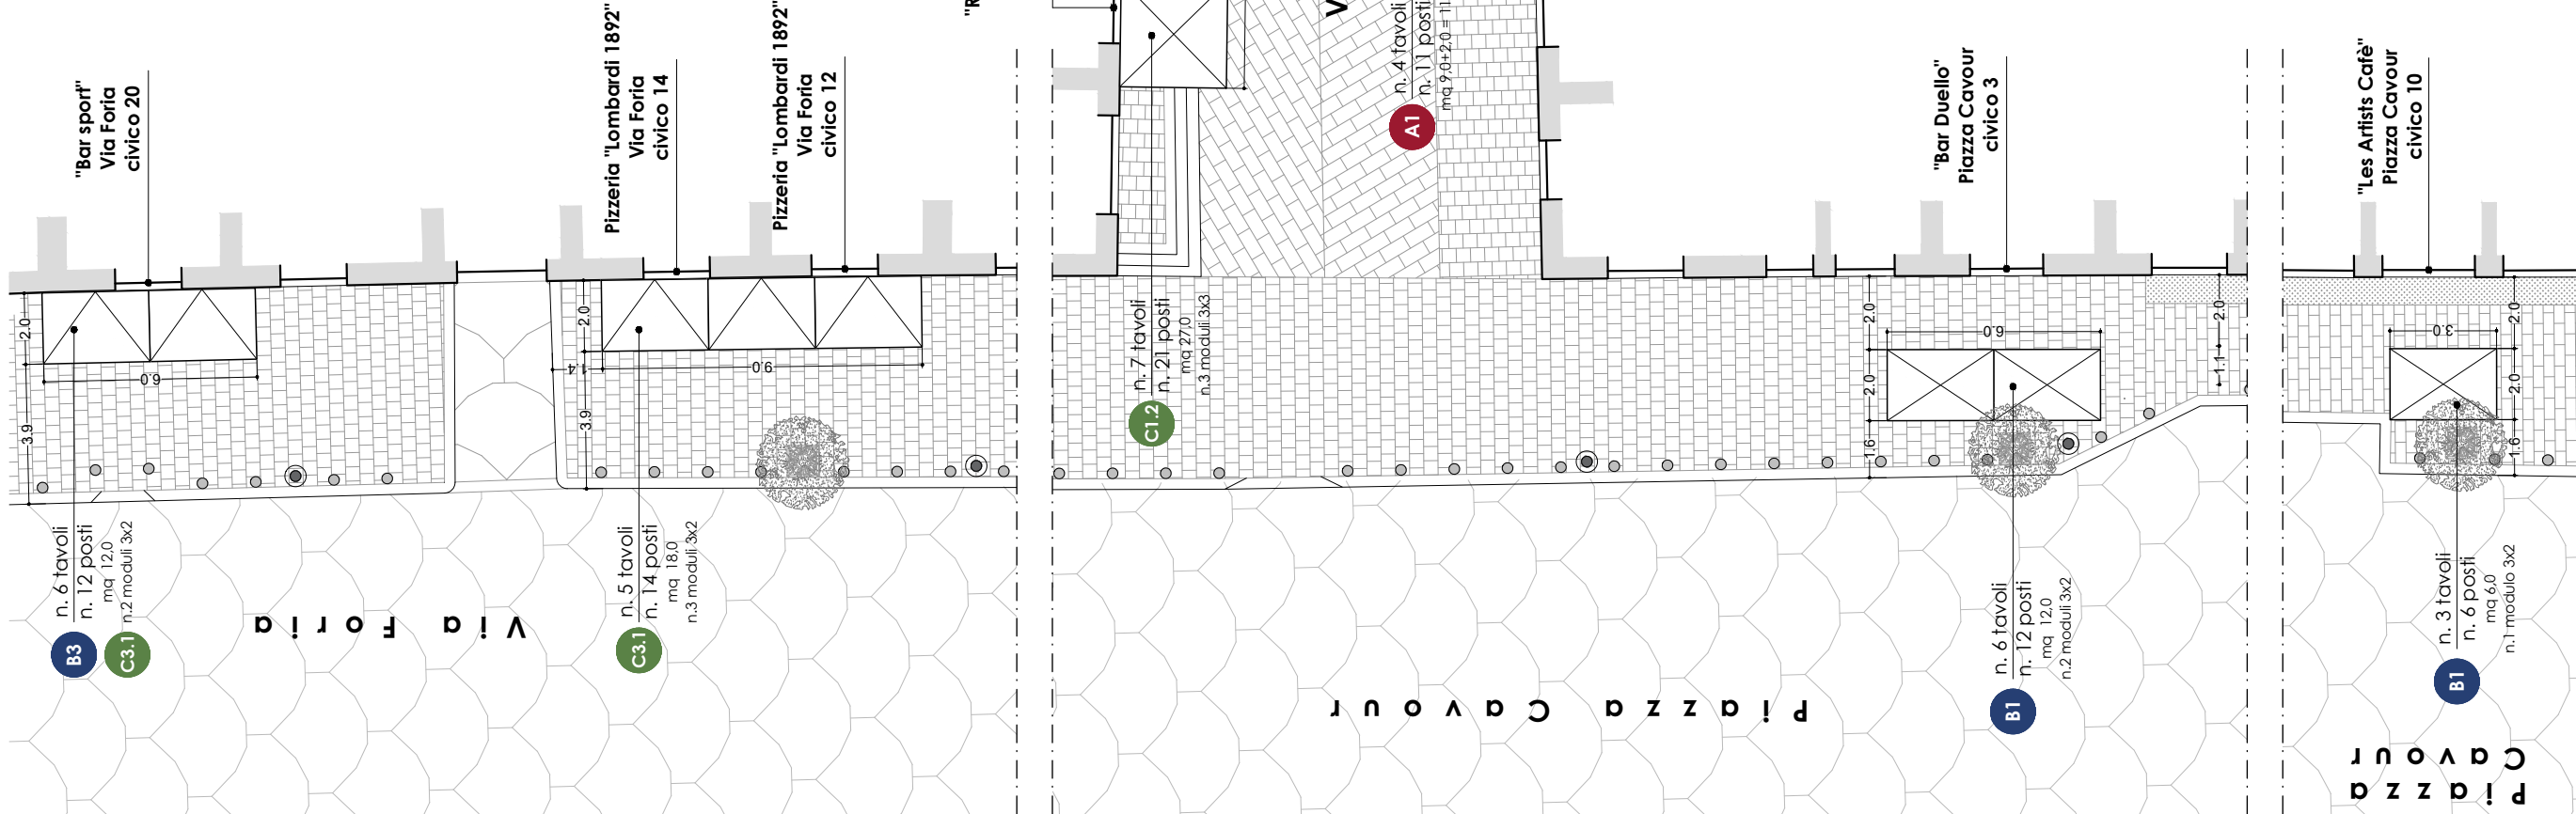 "Bar sport"
Via Foria
civico 20
Pizzeria "Lombardi 1892"
Via Foria
civico 14
Pizzeria "Lombardi 1892"
Via Foria
civico 12
"R
V
n. 4 tavoli
n. 11 posti
mq 9,0+2,0 = 11
A1
"Bar Duello"
Piazza Cavour
civico 3
"Les Artists Cafè"
Piazza Cavour
civico 10
2.0
3.9
6.0
2.0
1.4
3.9
9.0
n. 7 tavoli
n. 21 posti
mq 27,0
n.3 moduli 3x3
C1.2
2.0
2.0
1.6
6.0
2.0
1.1
3.0
2.0
2.0
1.6
n. 6 tavoli
n. 12 posti
mq 12,0
n.2 moduli 3x2
B3
C3.1
Via Foria
n. 5 tavoli
n. 14 posti
mq 18,0
n.3 moduli 3x2
C3.1
Piazza Cavour
n. 6 tavoli
n. 12 posti
mq 12,0
n.2 moduli 3x2
B1
n. 3 tavoli
n. 6 posti
mq 6,0
n.1 modulo 3x2
B1
Piazza
Cavour